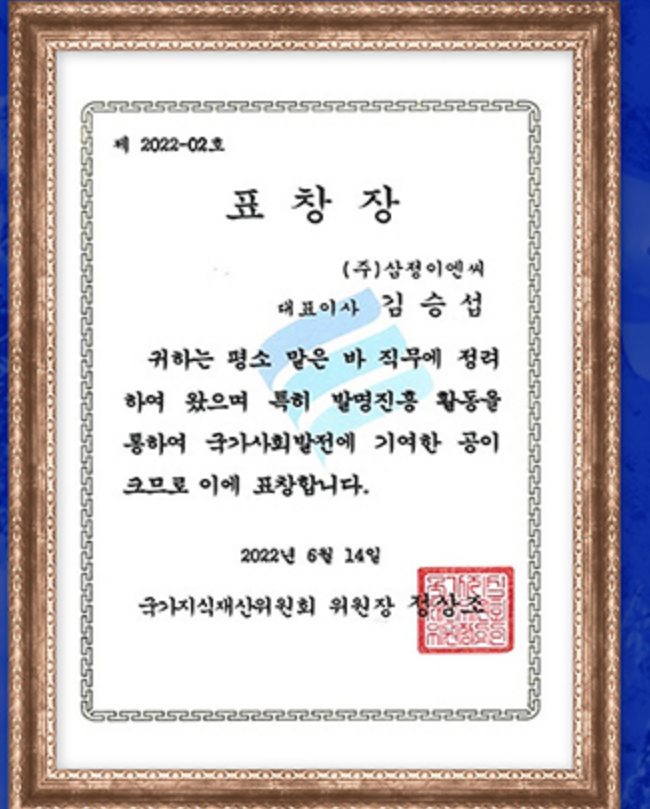 제 2022-02호
표 창 장
(주)삼정이엔씨
대표이사 김 승 섭
귀하는 평소 맡은 바 직무에 정려
하여 왔으며 특히 발명진흥 활동을
통하여 국가사회발전에 기여한 공이
크므로 이에 표창합니다.
2022년 6월 14일
국가지식재산위원회 위원장 정상조